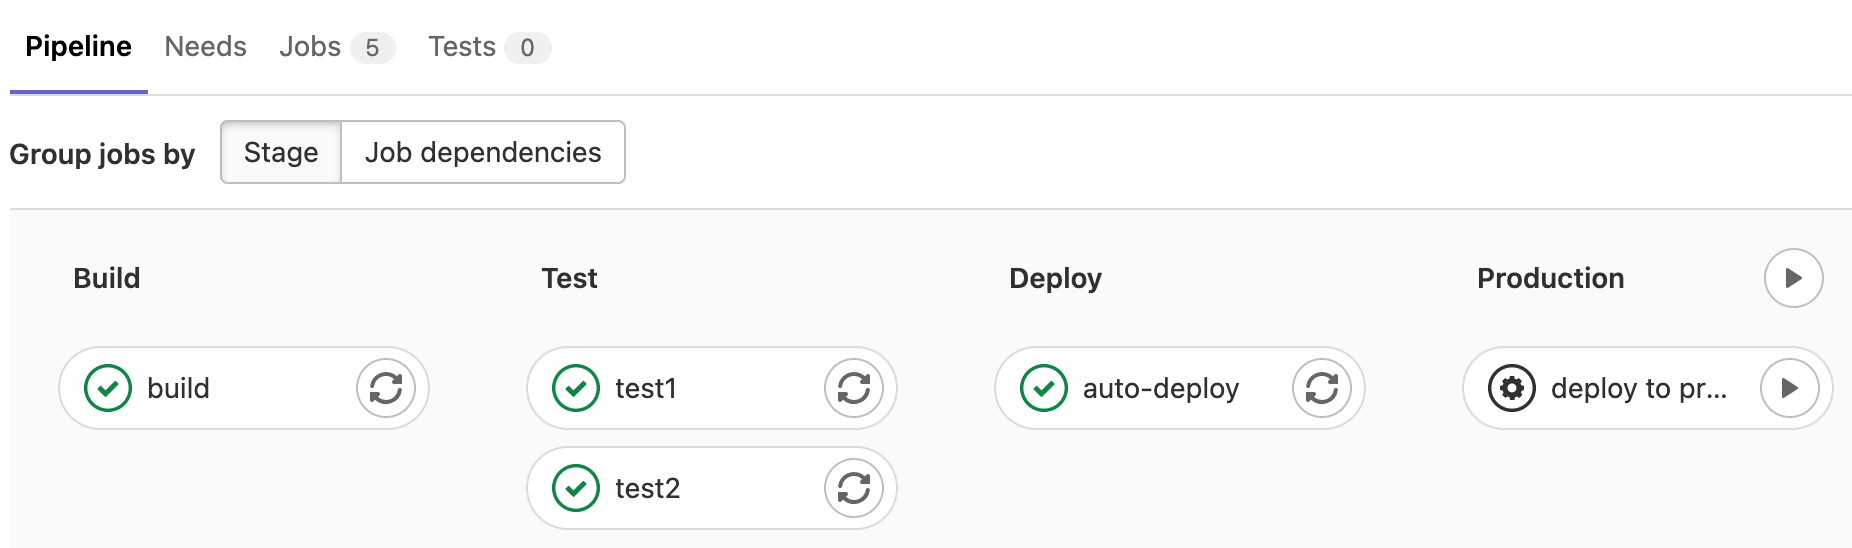 Pipeline Needs Jobs 5 Tests 0
Group jobs by Stage Job dependencies
Build Test Deploy Production
build test1 auto-deploy deploy to pr...
test2